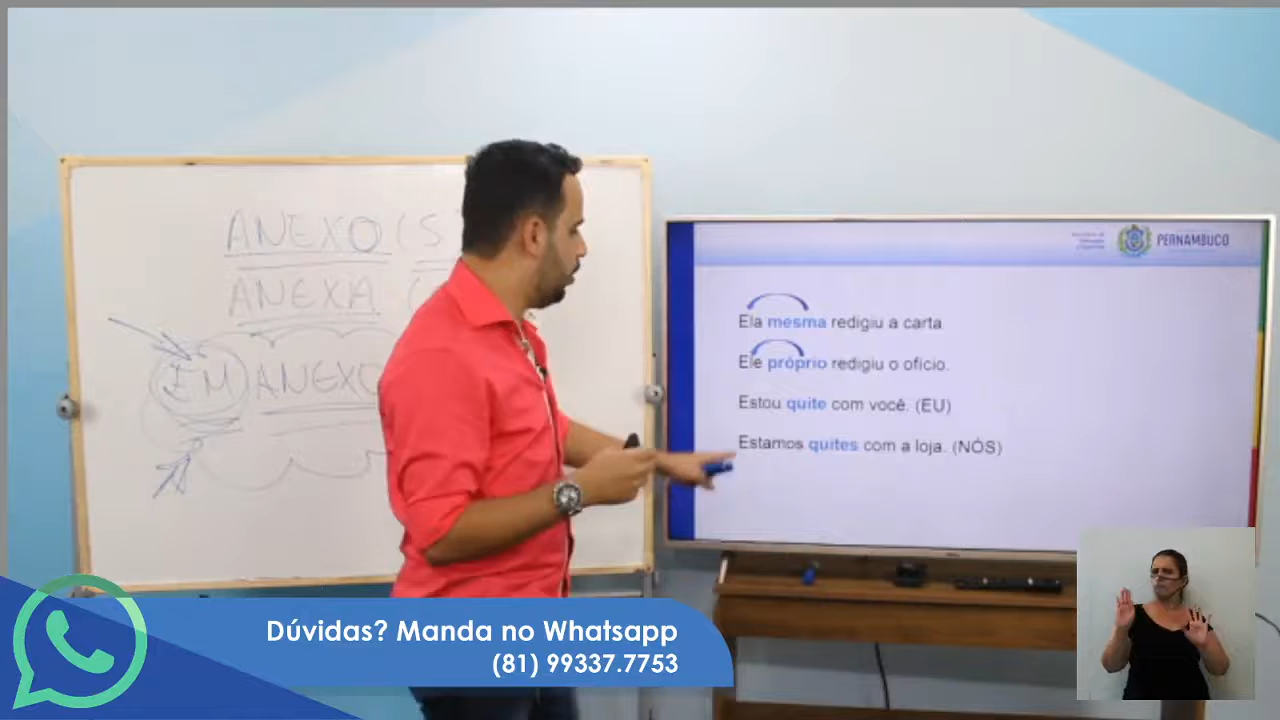 ANEXO(S
ANEXA (
EM ANEXO
PERNAMBUCO
Ela mesma redigiu a carta
Ele próprio redigiu o ofício.
Estou quite com você. (EU)
Estamos quites com a loja. (NÓS)
Dúvidas? Manda no Whatsapp
(81) 99337.7753